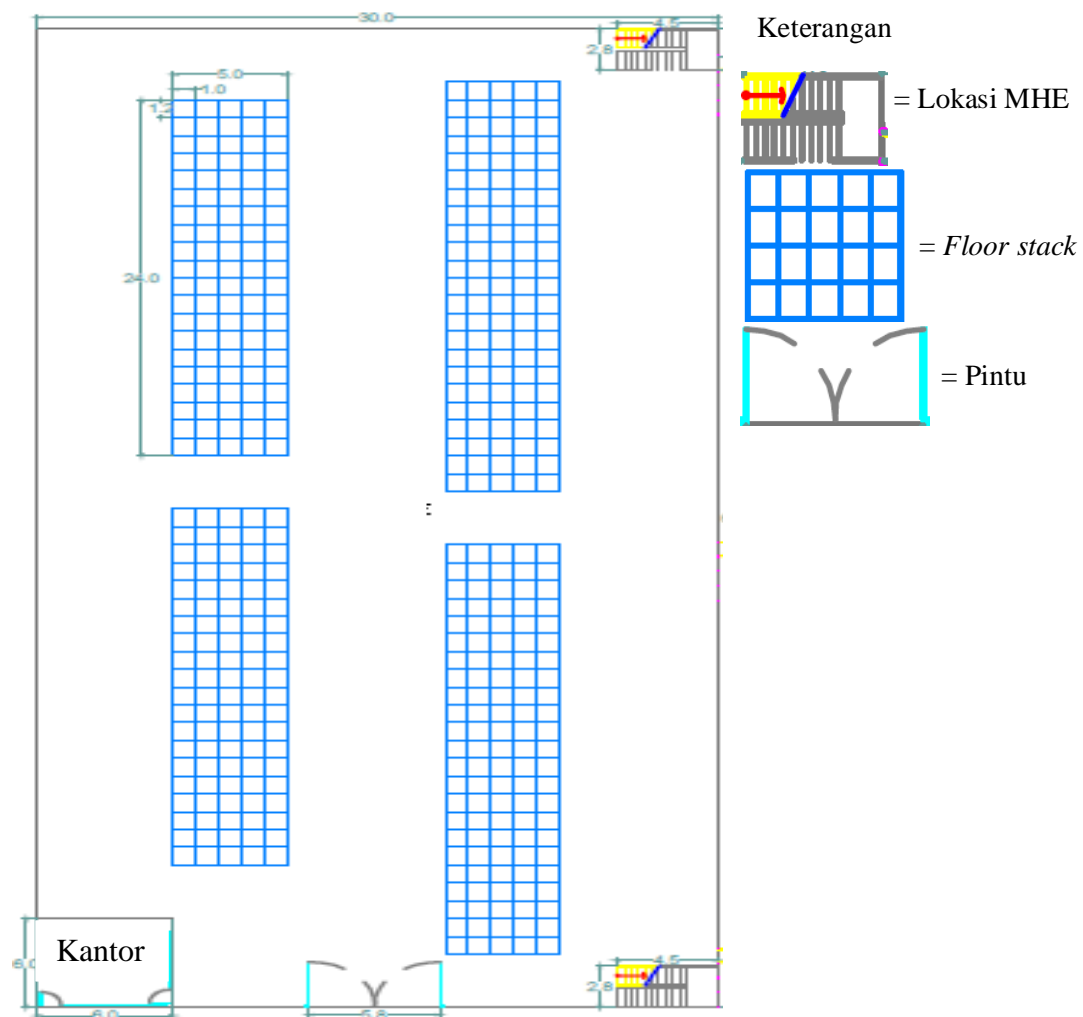 30.0
4.5
2.8
Keterangan
5.0
1.0
1.2
24.0
= Lokasi MHE
= Floor stack
= Pintu
Kantor
6.0
6.0
5.8
4.5
2.8